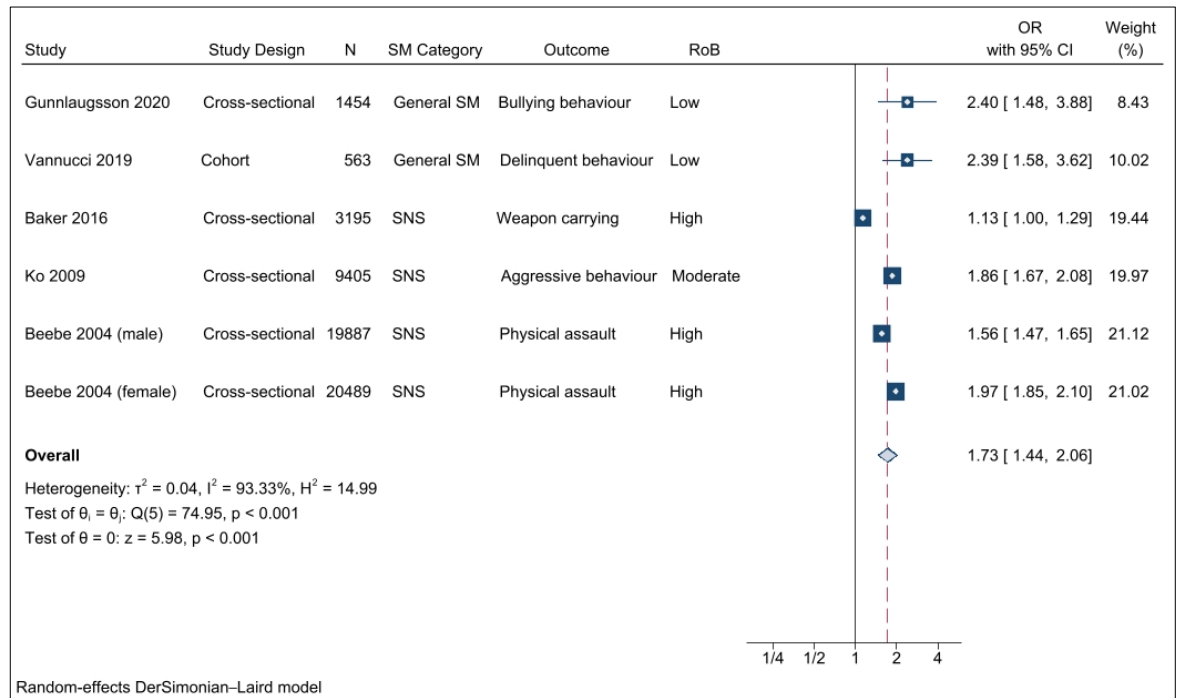 Study Study Design N SM Category Outcome RoB OR with 95% CI Weight (%)
Gunnlaugsson 2020 Cross-sectional 1454 General SM Bullying behaviour Low 2.40 [ 1.48, 3.88] 8.43
Vannucci 2019 Cohort 563 General SM Delinquent behaviour Low 2.39 [ 1.58, 3.62] 10.02
Baker 2016 Cross-sectional 3195 SNS Weapon carrying High 1.13 [ 1.00, 1.29] 19.44
Ko 2009 Cross-sectional 9405 SNS Aggressive behaviour Moderate 1.86 [ 1.67, 2.08] 19.97
Beebe 2004 (male) Cross-sectional 19887 SNS Physical assault High 1.56 [ 1.47, 1.65] 21.12
Beebe 2004 (female) Cross-sectional 20489 SNS Physical assault High 1.97 [ 1.85, 2.10] 21.02
Overall 1.73 [ 1.44, 2.06]
Heterogeneity: τ² = 0.04, I² = 93.33%, H² = 14.99
Test of θᵢ = θⱼ: Q(5) = 74.95, p < 0.001
Test of θ = 0: z = 5.98, p < 0.001
1/4 1/2 1 2 4
Random-effects DerSimonian–Laird model